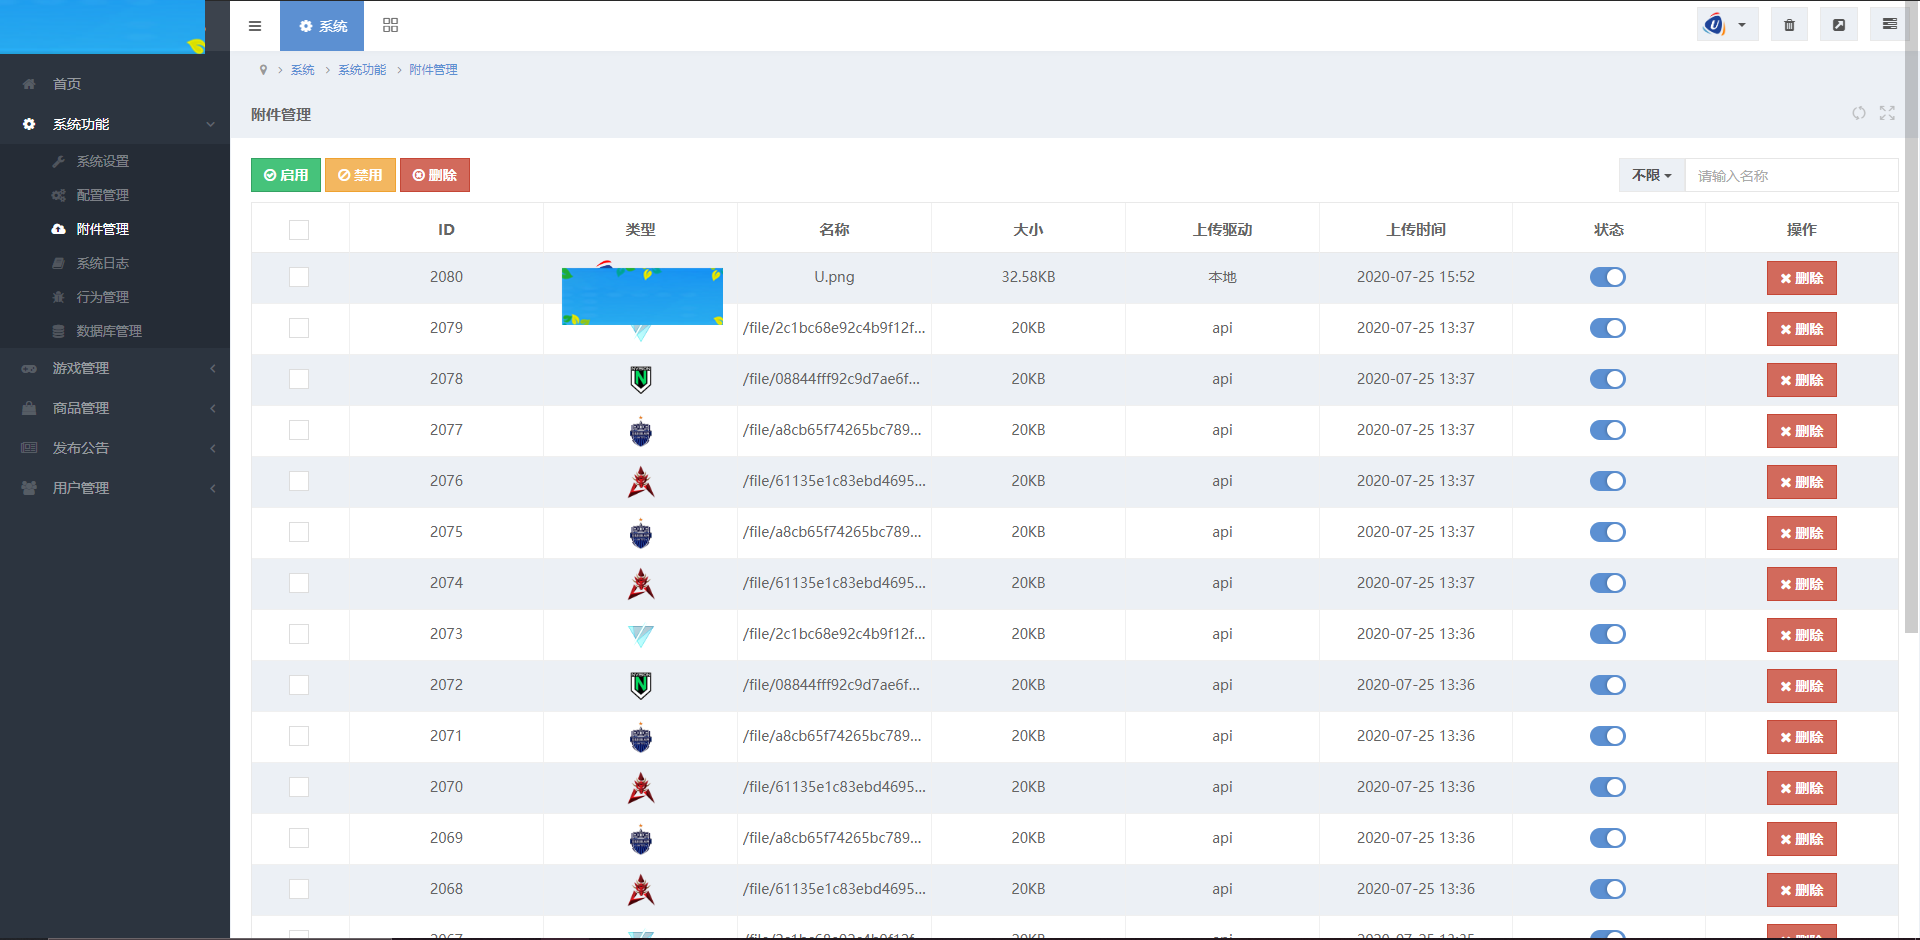 系统
系统 系统功能 附件管理
首页
系统功能
系统设置
配置管理
附件管理
系统日志
行为管理
数据库管理
游戏管理
商品管理
发布公告
用户管理
附件管理
启用 禁用 删除 不限 请输入名称
ID 类型 名称 大小 上传驱动 上传时间 状态 操作
2080 U.png 32.58KB 本地 2020-07-25 15:52 删除
2079 /file/2c1bc68e92c4b9f12f... 20KB api 2020-07-25 13:37 删除
2078 /file/08844fff92c9d7ae6f... 20KB api 2020-07-25 13:37 删除
2077 /file/a8cb65f74265bc789... 20KB api 2020-07-25 13:37 删除
2076 /file/61135e1c83ebd4695... 20KB api 2020-07-25 13:37 删除
2075 /file/a8cb65f74265bc789... 20KB api 2020-07-25 13:37 删除
2074 /file/61135e1c83ebd4695... 20KB api 2020-07-25 13:37 删除
2073 /file/2c1bc68e92c4b9f12f... 20KB api 2020-07-25 13:36 删除
2072 /file/08844fff92c9d7ae6f... 20KB api 2020-07-25 13:36 删除
2071 /file/a8cb65f74265bc789... 20KB api 2020-07-25 13:36 删除
2070 /file/61135e1c83ebd4695... 20KB api 2020-07-25 13:36 删除
2069 /file/a8cb65f74265bc789... 20KB api 2020-07-25 13:36 删除
2068 /file/61135e1c83ebd4695... 20KB api 2020-07-25 13:36 删除